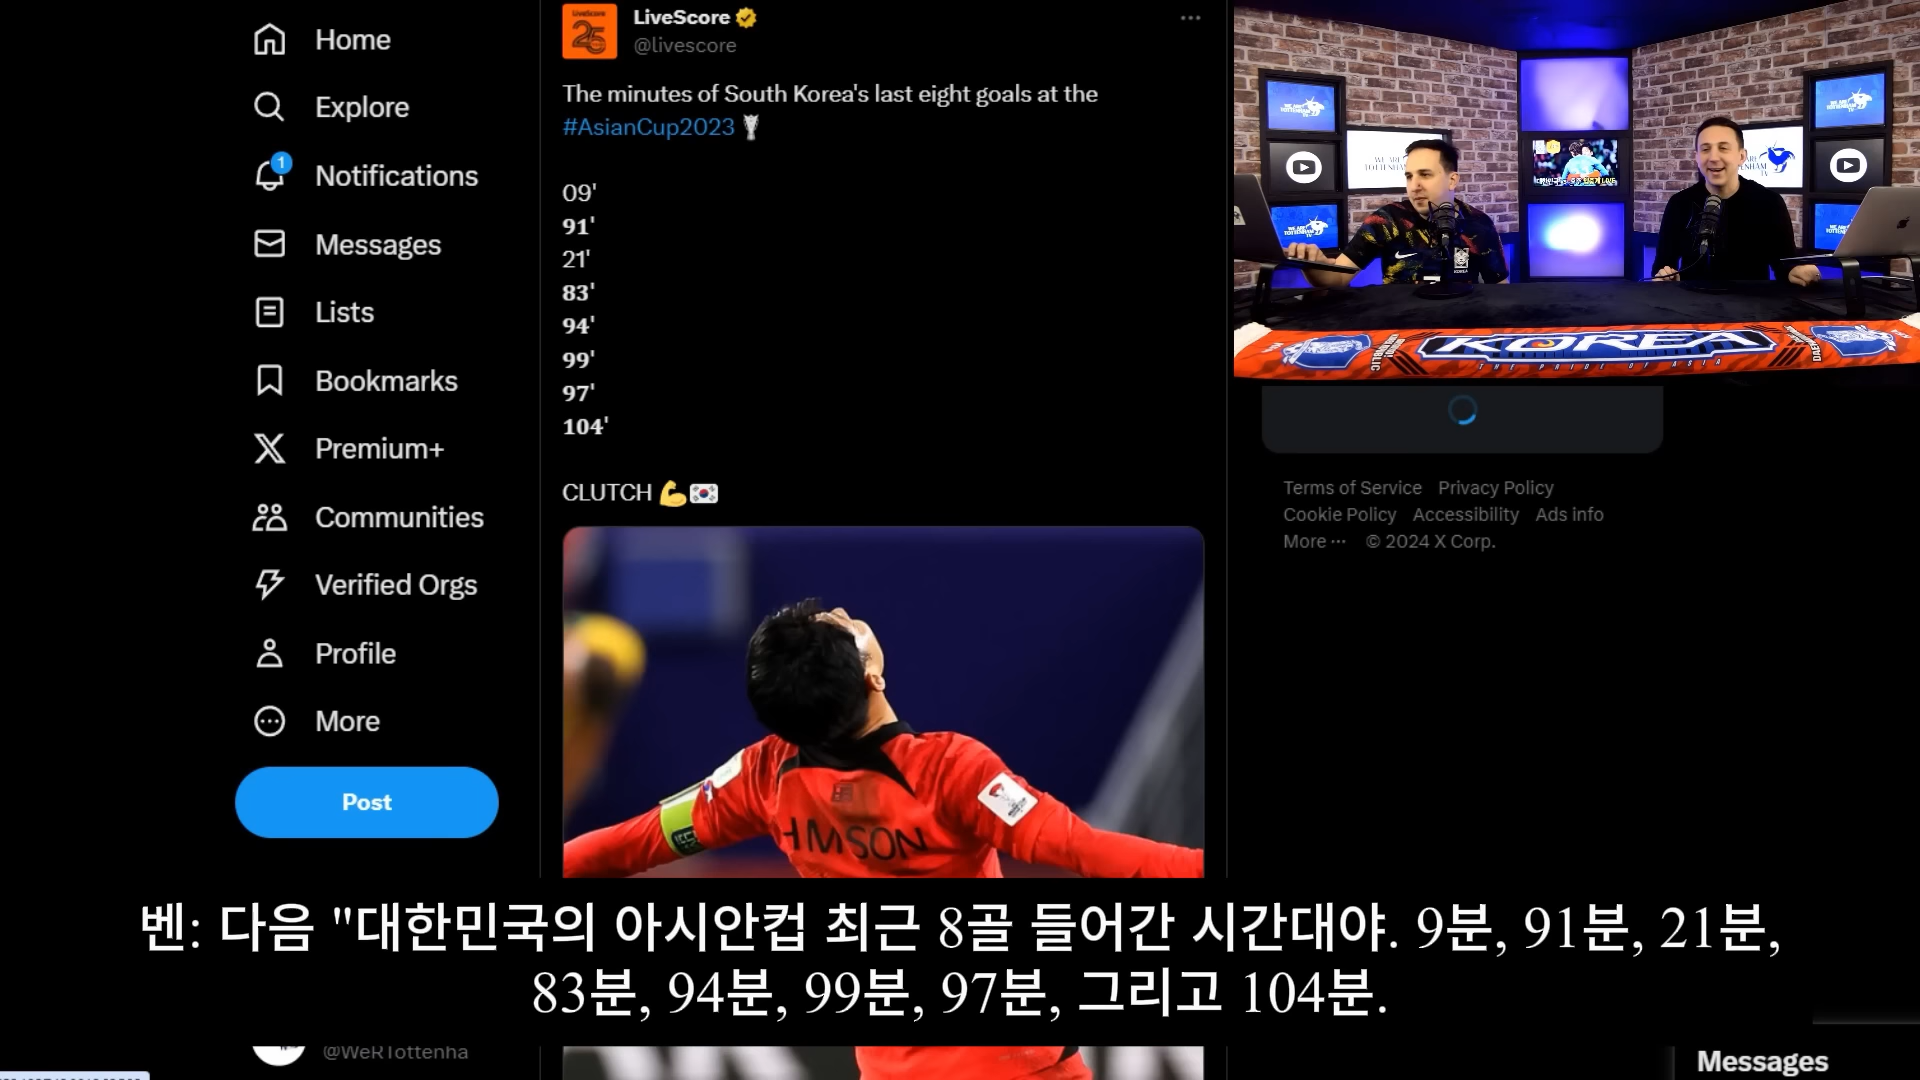 Home
Explore
1
Notifications
Messages
Lists
Bookmarks
Premium+
Communities
Verified Orgs
Profile
More
Post
LiveScore
@livescore
The minutes of South Korea's last eight goals at the
#AsianCup2023
09'
91'
21'
83'
94'
99'
97'
104'
CLUTCH
H M SON
KOREA
THE PRIDE OF ASIA
Terms of Service Privacy Policy
Cookie Policy Accessibility Ads info
More ··· © 2024 X Corp.
벤: 다음 "대한민국의 아시안컵 최근 8골 들어간 시간대야. 9분, 91분, 21분,
83분, 94분, 99분, 97분, 그리고 104분.
@WeRTottenha
Messages